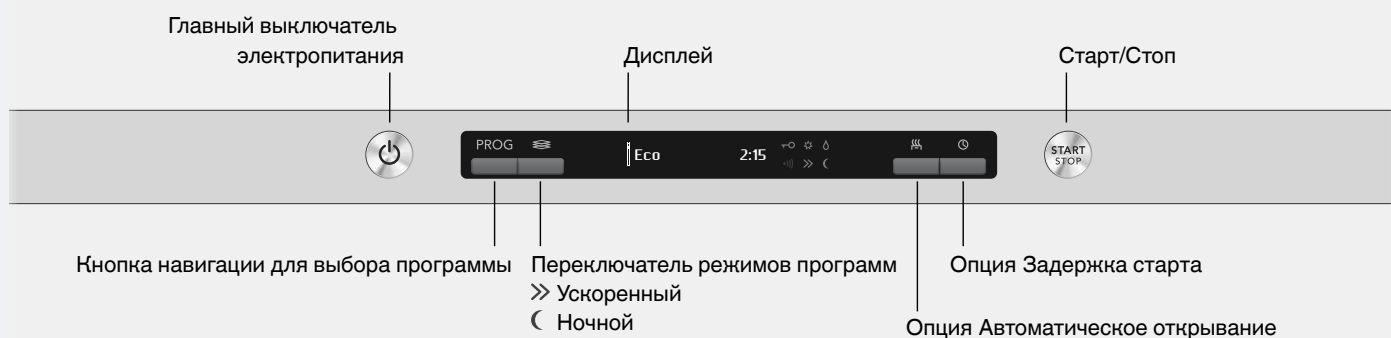 Главный выключатель
электропитания
Дисплей
Старт/Стоп
PROG
Eco
2:15
START
STOP
Кнопка навигации для выбора программы
Переключатель режимов программ
Ускоренный
Ночной
Опция Задержка старта
Опция Автоматическое открывание